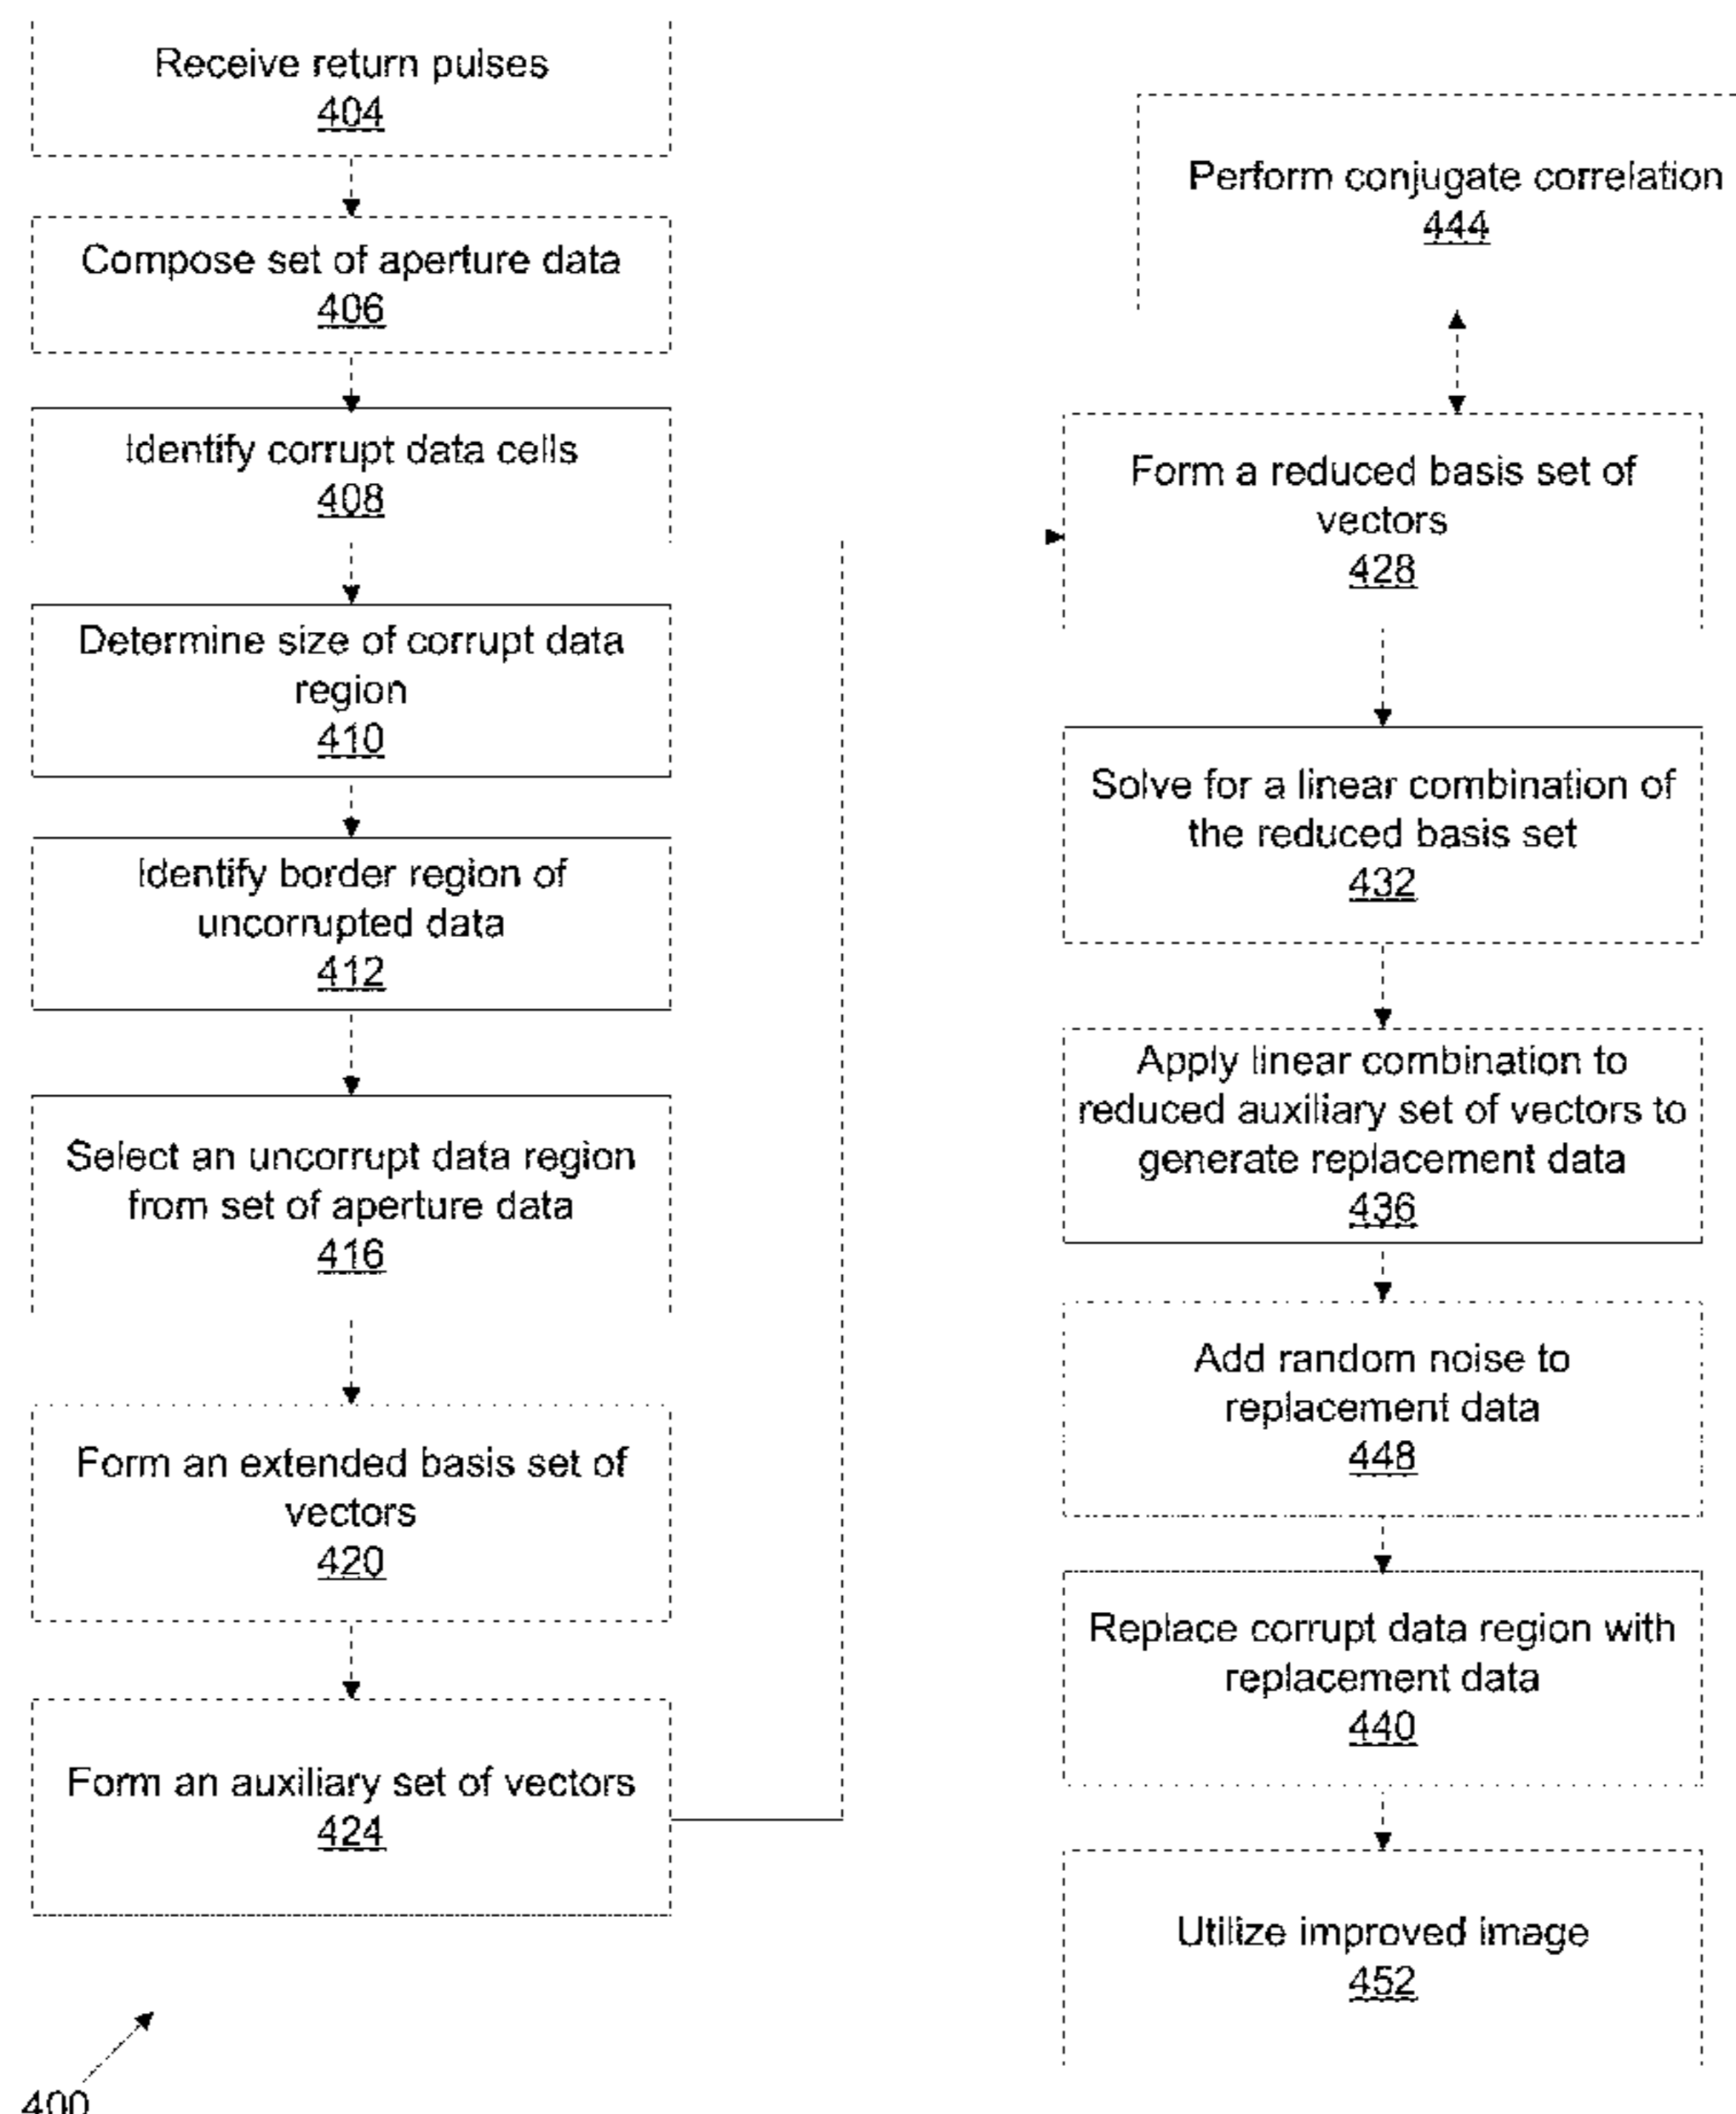 Receive return pulses
404
Compose set of aperture data
406
Identify corrupt data cells
408
Determine size of corrupt data
region
410
Identify border region of
uncorrupted data
412
Select an uncorrupt data region
from set of aperture data
416
Form an extended basis set of
vectors
420
Form an auxiliary set of vectors
424
400
Perform conjugate correlation
444
Form a reduced basis set of
vectors
428
Solve for a linear combination of
the reduced basis set
432
Apply linear combination to
reduced auxiliary set of vectors to
generate replacement data
436
Add random noise to
replacement data
448
Replace corrupt data region with
replacement data
440
Utilize improved image
452